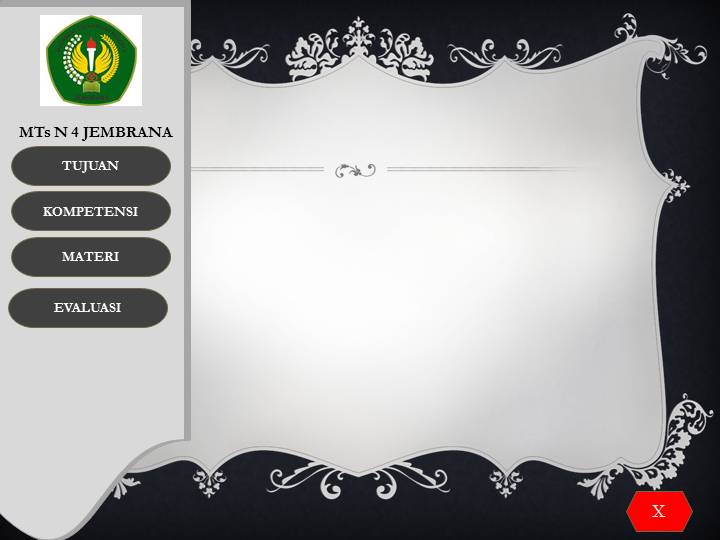 MTs N 4 JEMBRANA
TUJUAN
KOMPETENSI
MATERI
EVALUASI
X